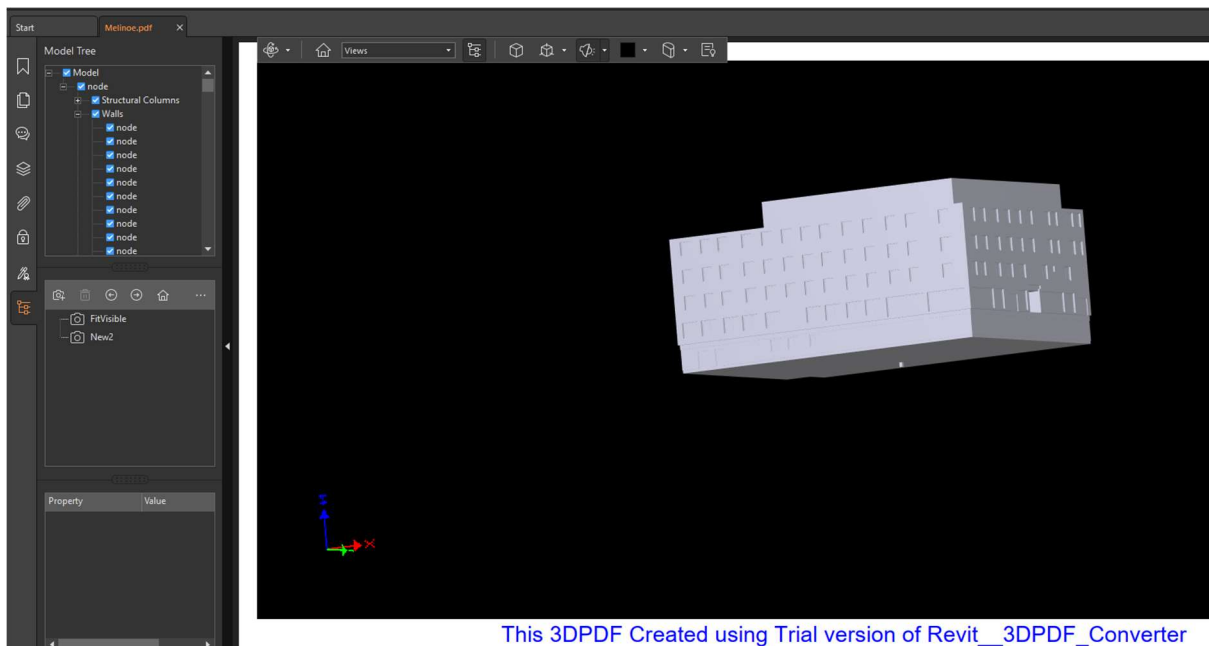 Start
Melinoe.pdf
Model Tree
Model
node
Structural Columns
Walls
node
node
node
node
node
node
node
node
node
node
FitVisible
New2
Property Value
Views
X
This 3DPDF Created using Trial version of Revit__3DPDF_Converter